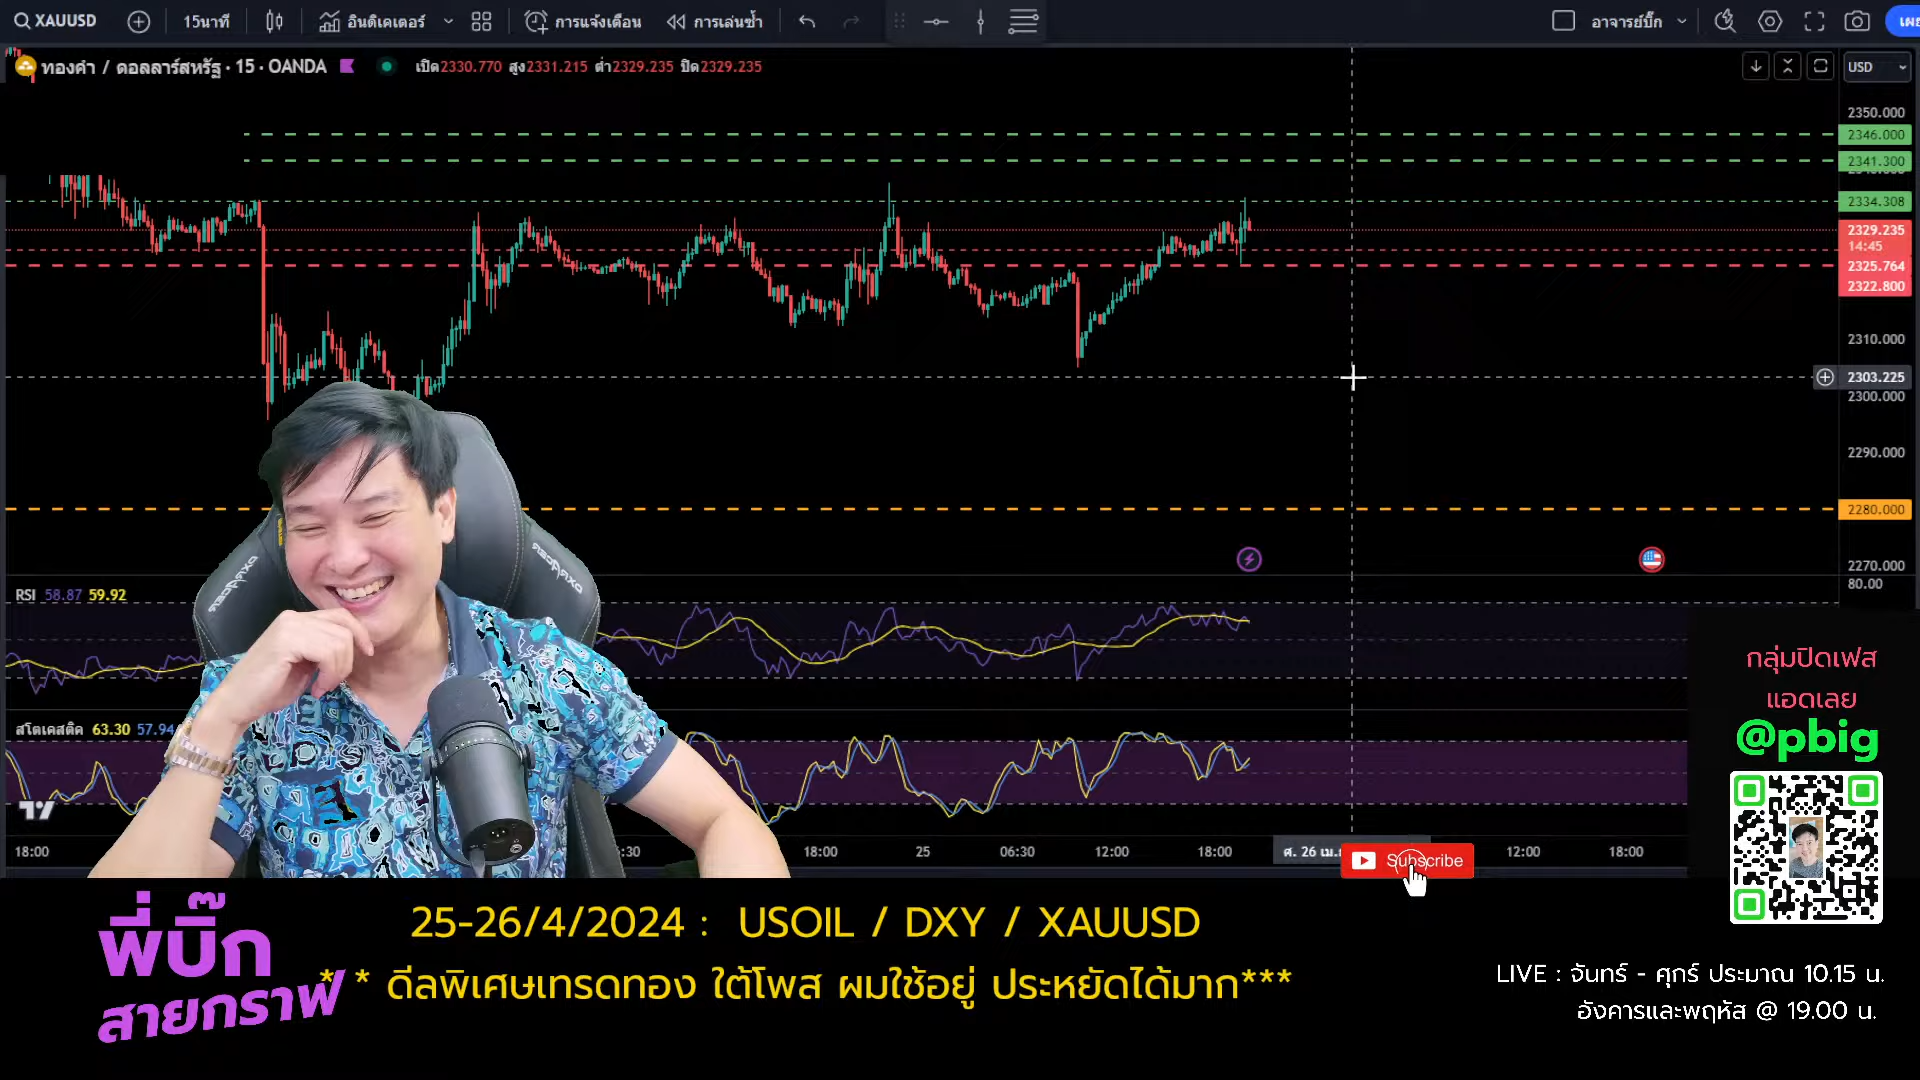 XAUUSD
15นาที
อินดิเคเตอร์
การแจ้งเตือน
การเล่นซ้ำ
อาจารย์บิ๊ก
เผย
ทองคำ / ดอลลาร์สหรัฐ · 15 · OANDA
เปิด2330.770 สูง2331.215 ต่ำ2329.235 ปิด2329.235
USD
2350.000
2346.000
2341.300
2334.308
2329.235
14:45
2325.764
2322.800
2310.000
2303.225
2300.000
2290.000
2280.000
2270.000
80.00
RSI 58.87 59.92
สโตเคสติค 63.30 57.94
DXRACER
DXRACER
กลุ่มปิดเฟส
แอดเลย
@pbig
18:00
:30
18:00
25
06:30
12:00
18:00
ศ. 26 เม.
12:00
18:00
Subscribe
พี่บิ๊ก
สายกราฟ
25-26/4/2024 : USOIL / DXY / XAUUSD
* * ดีลพิเศษเทรดทอง ใต้โพส ผมใช้อยู่ ประหยัดได้มาก***
LIVE : จันทร์ - ศุกร์ ประมาณ 10.15 น.
อังคารและพฤหัส @ 19.00 น.